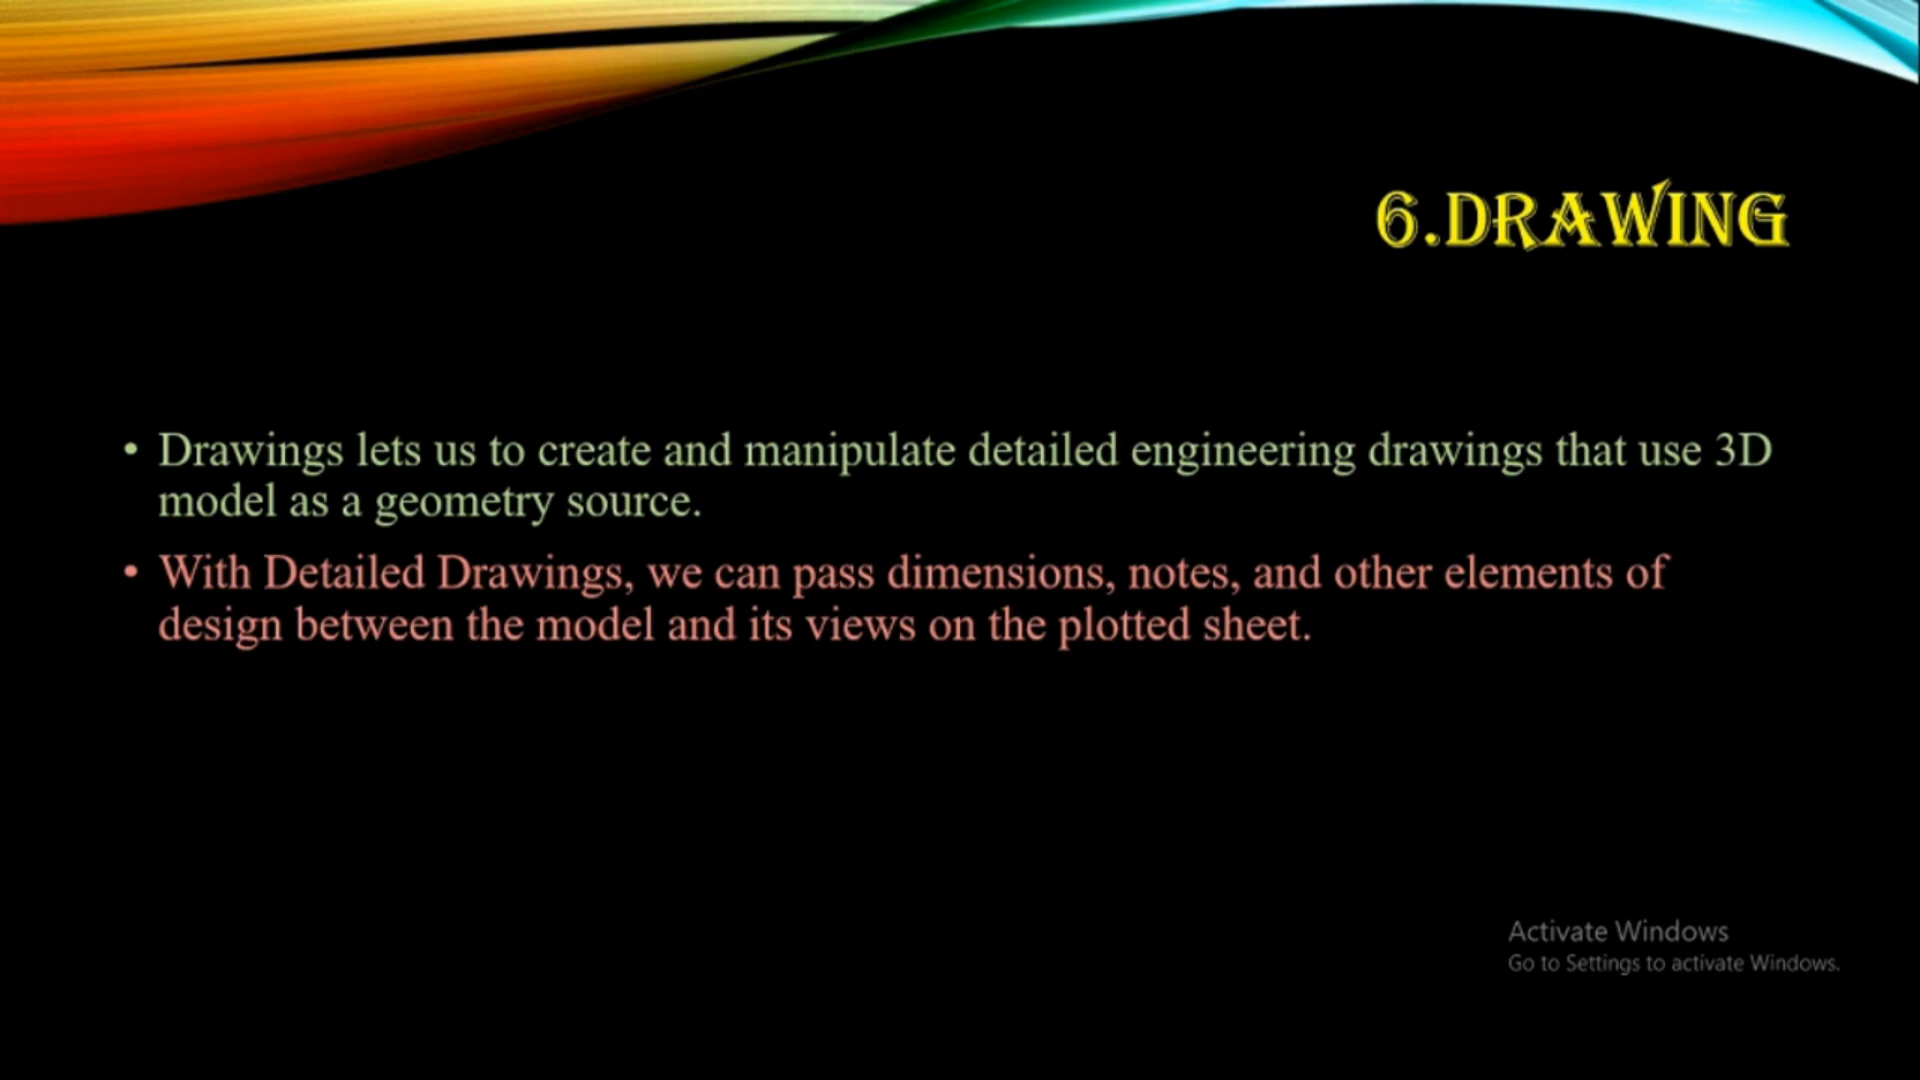 6.DRAWING
• Drawings lets us to create and manipulate detailed engineering drawings that use 3D
model as a geometry source.
• With Detailed Drawings, we can pass dimensions, notes, and other elements of
design between the model and its views on the plotted sheet.
Activate Windows
Go to Settings to activate Windows.